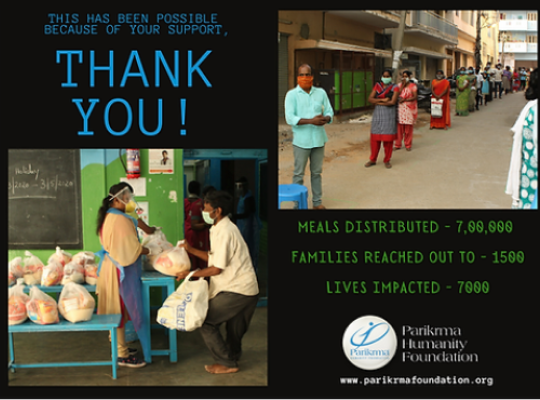 THIS HAS BEEN POSSIBLE
BECAUSE OF YOUR SUPPORT,
THANK
YOU!
MEALS DISTRIBUTED - 7,00,000
FAMILIES REACHED OUT TO - 1500
LIVES IMPACTED - 7000
Parikrma
Parikrma
Humanity
Foundation
www.parikrmafoundation.org